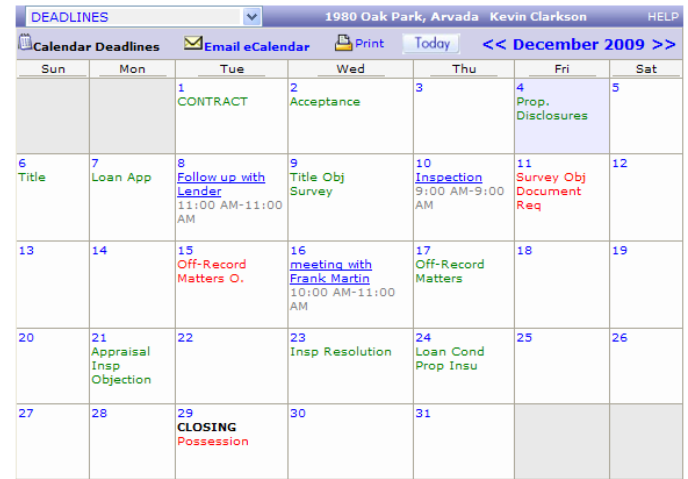 DEADLINES 1980 Oak Park, Arvada Kevin Clarkson HELP
Calendar Deadlines Email eCalendar Print Today << December 2009 >>
Sun Mon Tue Wed Thu Fri Sat
1
CONTRACT
2
Acceptance
3
4
Prop.
Disclosures
5
6
Title
7
Loan App
8
Follow up with
Lender
11:00 AM-11:00
AM
9
Title Obj
Survey
10
Inspection
9:00 AM-9:00
AM
11
Survey Obj
Document
Req
12
13
14
15
Off-Record
Matters O.
16
meeting with
Frank Martin
10:00 AM-11:00
AM
17
Off-Record
Matters
18
19
20
21
Appraisal
Insp
Objection
22
23
Insp Resolution
24
Loan Cond
Prop Insu
25
26
27
28
29
CLOSING
Possession
30
31